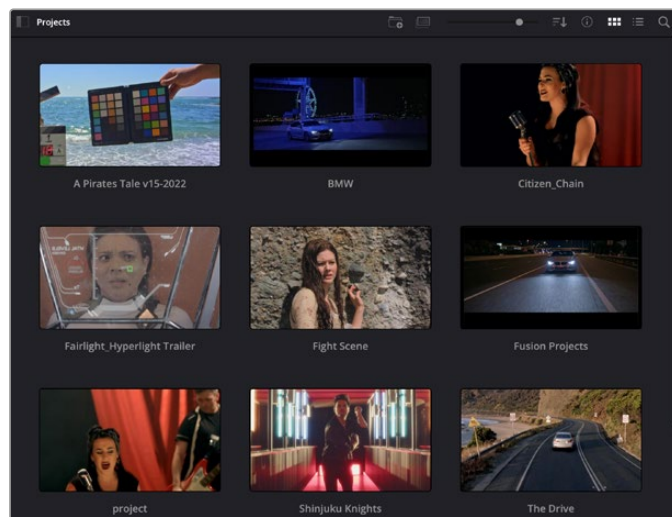 Projects
A Pirates Tale v15-2022
BMW
Citizen_Chain
Fairlight_Hyperlight Trailer
Fight Scene
Fusion Projects
project
Shinjuku Knights
The Drive